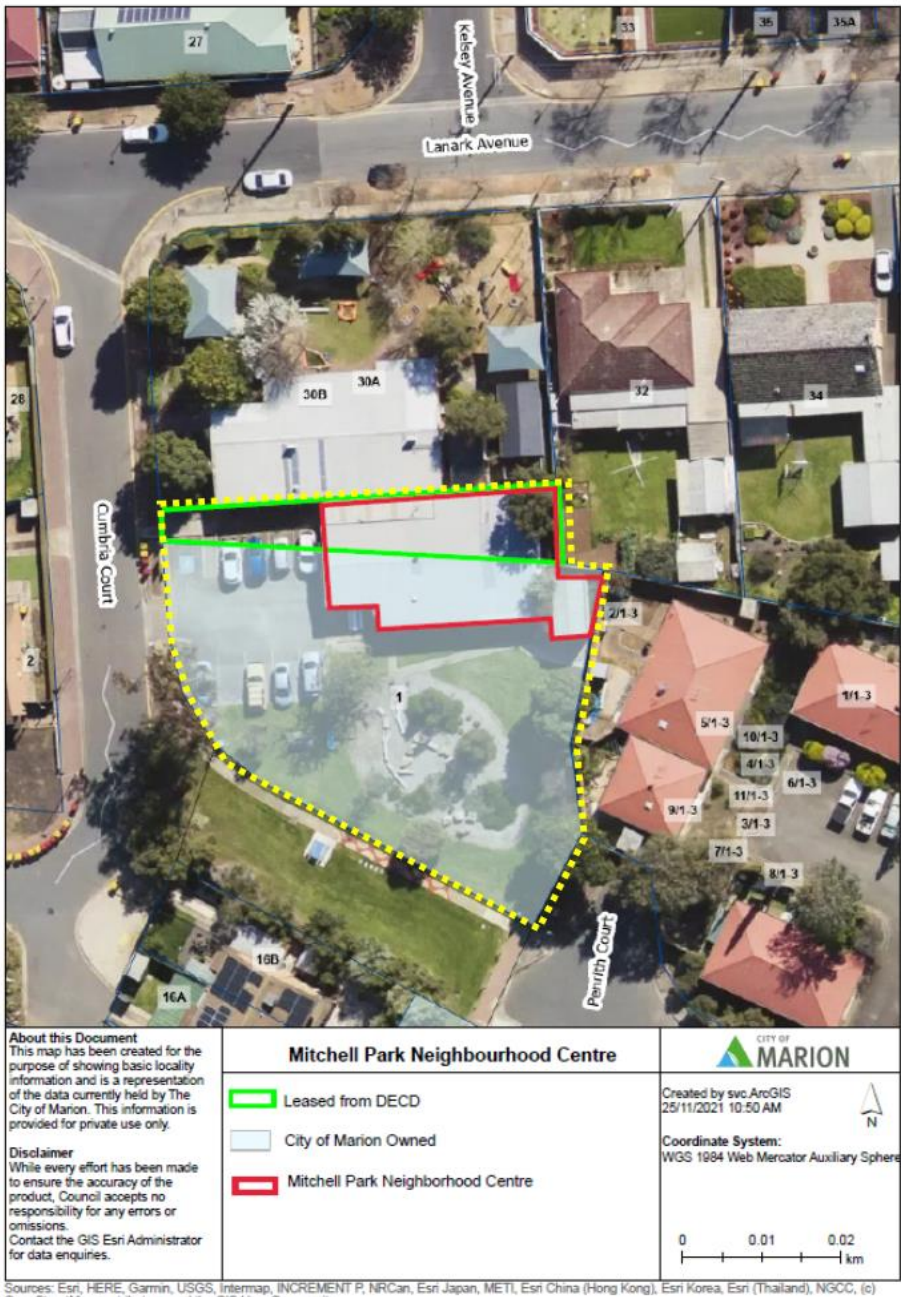 27
Kelsey Avenue
33
35
35A
Lanark Avenue
28
30B
30A
32
34
Cumbria Court
2
2/1-3
1
5/1-3
1/1-3
10/1-3
4/1-3
6/1-3
9/1-3
11/1-3
3/1-3
7/1-3
8/1-3
Penrith Court
16B
16A
About this Document
This map has been created for the
purpose of showing basic locality
information and is a representation
of the data currently held by The
City of Marion. This information is
provided for private use only.
Disclaimer
While every effort has been made
to ensure the accuracy of the
product, Council accepts no
responsibility for any errors or
omissions.
Contact the GIS Esri Administrator
for data enquiries.
Mitchell Park Neighbourhood Centre
Leased from DECD
City of Marion Owned
Mitchell Park Neighborhood Centre
CITY OF
MARION
Created by svc.ArcGIS
25/11/2021 10:50 AM
N
Coordinate System:
WGS 1984 Web Mercator Auxiliary Sphere
0 0.01 0.02
km
Sources: Esri, HERE, Garmin, USGS, Intermap, INCREMENT P, NRCan, Esri Japan, METI, Esri China (Hong Kong), Esri Korea, Esri (Thailand), NGCC, (c)